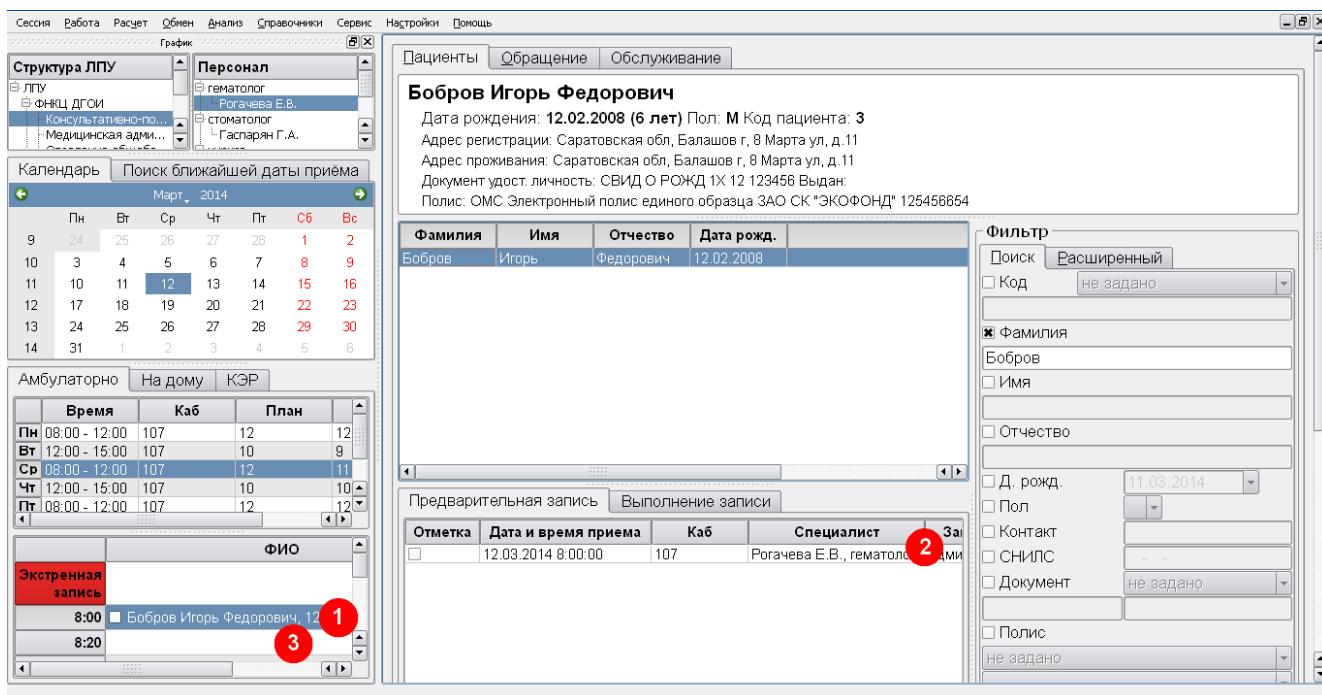 Сессия Работа Расчет Обмен Анализ Справочники Сервис Настройки Помощь
График
Структура ЛПУ
ЛПУ
ФНКЦ ДГОИ
Консультативно-по...
Медицинская адми...
Персонал
гематолог
Рогачева Е.В.
стоматолог
Гаспарян Г.А.
Календарь Поиск ближайшей даты приёма
Март 2014
Пн Вт Ср Чт Пт Сб Вс
9 24 25 26 27 28 1 2
10 3 4 5 6 7 8 9
11 10 11 12 13 14 15 16
12 17 18 19 20 21 22 23
13 24 25 26 27 28 29 30
14 31 1 2 3 4 5 6
Амбулаторно На дому КЭР
Время Каб План
Пн 08:00 - 12:00 107 12 12
Вт 12:00 - 15:00 107 10 9
Ср 08:00 - 12:00 107 12 11
Чт 12:00 - 15:00 107 10 10
Пт 08:00 - 12:00 107 12 12
ФИО
Экстренная
запись
8:00 Бобров Игорь Федорович, 12 1
8:20 3
Пациенты Обращение Обслуживание
Бобров Игорь Федорович
Дата рождения: 12.02.2008 (6 лет) Пол: М Код пациента: 3
Адрес регистрации: Саратовская обл, Балашов г, 8 Марта ул, д.11
Адрес проживания: Саратовская обл, Балашов г, 8 Марта ул, д.11
Документ удост. личность: СВИД О РОЖД 1X 12 123456 Выдан:
Полис: ОМС Электронный полис единого образца ЗАО СК "ЭКОФОНД" 125456654
Фамилия Имя Отчество Дата рожд.
Бобров Игорь Федорович 12.02.2008
Предварительная запись Выполнение записи
Отметка Дата и время приема Каб Специалист За
12.03.2014 8:00:00 107 Рогачева Е.В., гематоло 2 дми
Фильтр
Поиск Расширенный
Код не задано
Фамилия
Бобров
Имя
Отчество
Д. рожд. 11.03.2014
Пол
Контакт
СНИЛС - -
Документ не задано
Полис
не задано